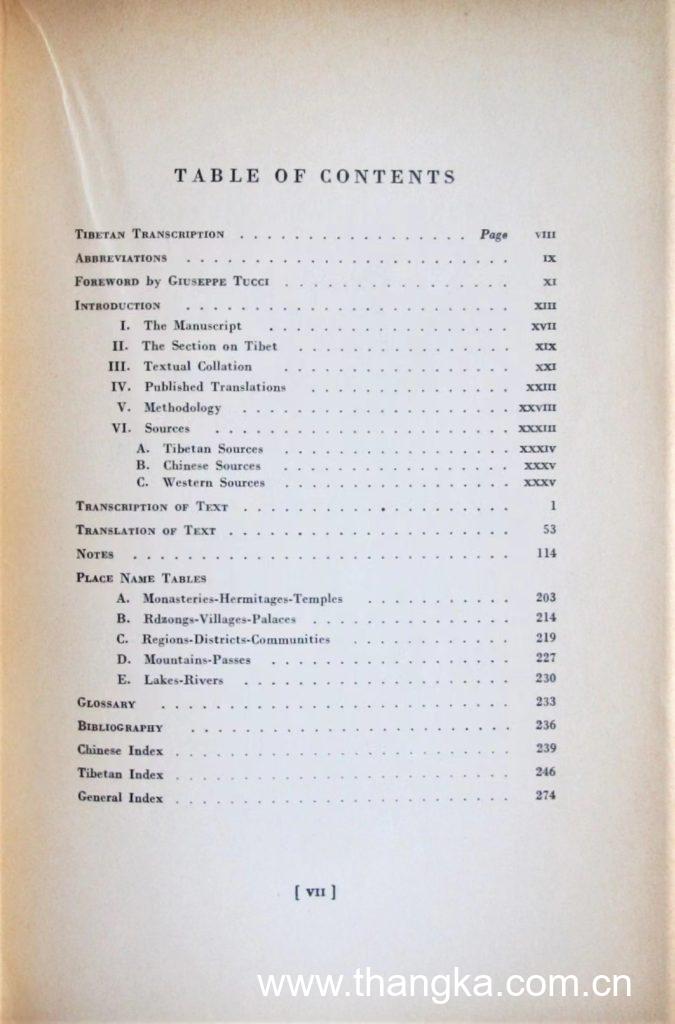 TABLE OF CONTENTS
TIBETAN TRANSCRIPTION . . . . . . . . . . . . . . . . . . Page VIII
ABBREVIATIONS . . . . . . . . . . . . . . . . . . . . . . . . IX
FOREWORD by GIUSEPPE TUCCI . . . . . . . . . . . . . . . . . XI
INTRODUCTION . . . . . . . . . . . . . . . . . . . . . . . . XIII
I. The Manuscript . . . . . . . . . . . . . . . . . . XVII
II. The Section on Tibet . . . . . . . . . . . . . . . . XIX
III. Textual Collation . . . . . . . . . . . . . . . . . . . XXI
IV. Published Translations . . . . . . . . . . . . . . . XXIII
V. Methodology . . . . . . . . . . . . . . . . . . . . XXVIII
VI. Sources . . . . . . . . . . . . . . . . . . . . . . XXXIII
A. Tibetan Sources . . . . . . . . . . . . . . . . . XXXIV
B. Chinese Sources . . . . . . . . . . . . . . . . . XXXV
C. Western Sources . . . . . . . . . . . . . . . . . XXXV
TRANSCRIPTION OF TEXT . . . . . . . . . . . . . . . . . . . . 1
TRANSLATION OF TEXT . . . . . . . . . . . . . . . . . . . . . 53
NOTES . . . . . . . . . . . . . . . . . . . . . . . . . . . . 114
PLACE NAME TABLES
A. Monasteries-Hermitages-Temples . . . . . . . . . . . 203
B. Rdzongs-Villages-Palaces . . . . . . . . . . . . . . . 214
C. Regions-Districts-Communities . . . . . . . . . . . . 219
D. Mountains-Passes . . . . . . . . . . . . . . . . . . 227
E. Lakes-Rivers . . . . . . . . . . . . . . . . . . . . 230
GLOSSARY . . . . . . . . . . . . . . . . . . . . . . . . . . 233
BIBLIOGRAPHY . . . . . . . . . . . . . . . . . . . . . . . . 236
Chinese Index . . . . . . . . . . . . . . . . . . . . . . . . 239
Tibetan Index . . . . . . . . . . . . . . . . . . . . . . . . 246
General Index . . . . . . . . . . . . . . . . . . . . . . . . 274
[ VII ]
www.thangka.com.cn